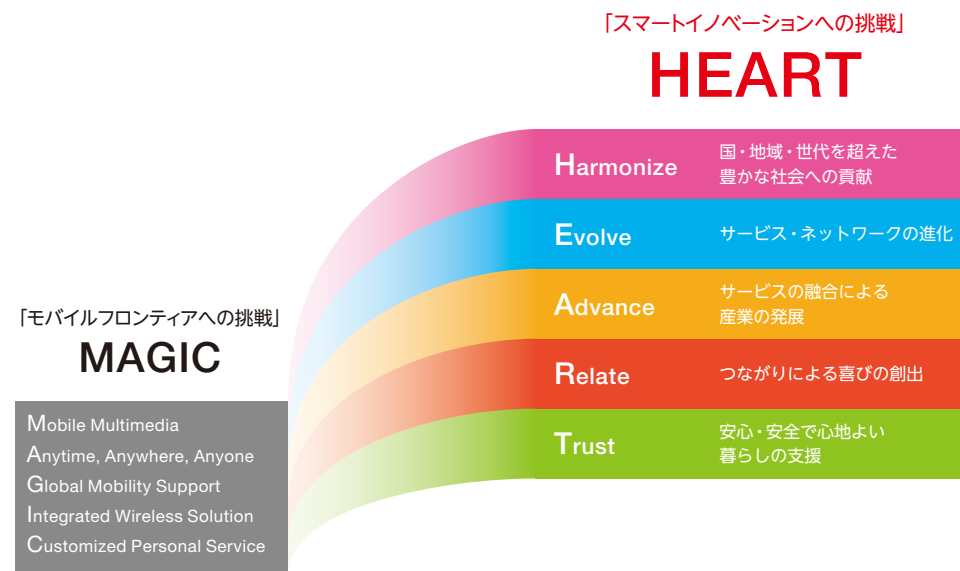 「スマートイノベーションへの挑戦」
HEART
Harmonize
国・地域・世代を超えた
豊かな社会への貢献
Evolve
サービス・ネットワークの進化
Advance
サービスの融合による
産業の発展
Relate
つながりによる喜びの創出
Trust
安心・安全で心地よい
暮らしの支援
「モバイルフロンティアへの挑戦」
MAGIC
Mobile Multimedia
Anytime, Anywhere, Anyone
Global Mobility Support
Integrated Wireless Solution
Customized Personal Service